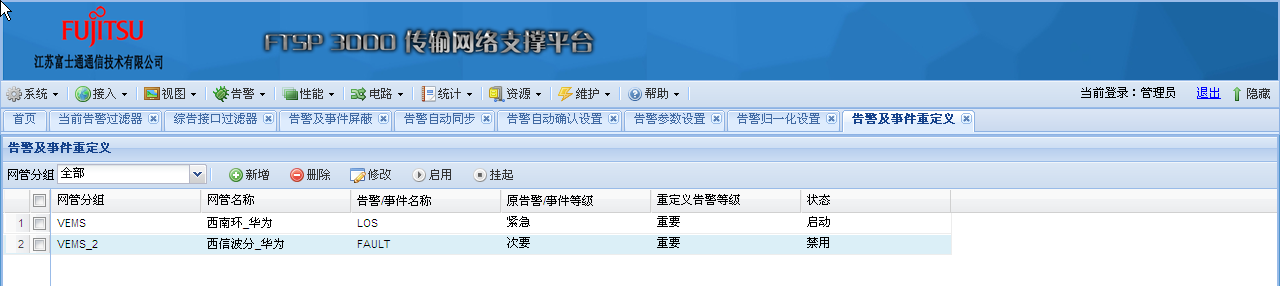 FUJITSU
江苏富士通通信技术有限公司
FTSP 3000 传输网络支撑平台
系统 接入 视图 告警 性能 电路 统计 资源 维护 帮助 当前登录：管理员 退出 隐藏
首页 当前告警过滤器 综告接口过滤器 告警及事件屏蔽 告警自动同步 告警自动确认设置 告警参数设置 告警归一化设置 告警及事件重定义
告警及事件重定义
网管分组 全部 新增 删除 修改 启用 挂起
网管分组 网管名称 告警/事件名称 原告警/事件等级 重定义告警等级 状态
1 VEMS 西南环_华为 LOS 紧急 重要 启动
2 VEMS_2 西信波分_华为 FAULT 次要 重要 禁用